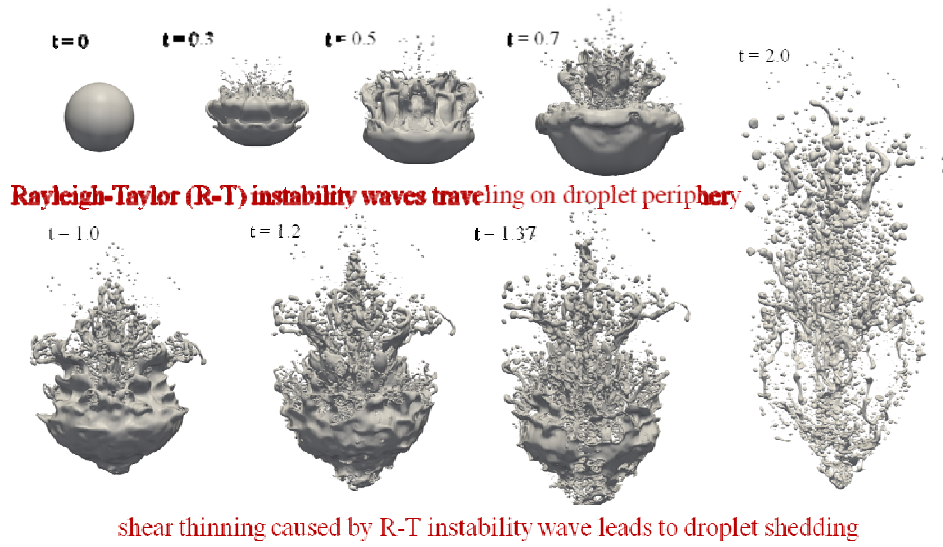 t = 0
t = 0.3
t = 0.5
t = 0.7
t = 2.0
Rayleigh-Taylor (R-T) instability waves traveling on droplet periphery
t = 1.0
t = 1.2
t = 1.37
shear thinning caused by R-T instability wave leads to droplet shedding